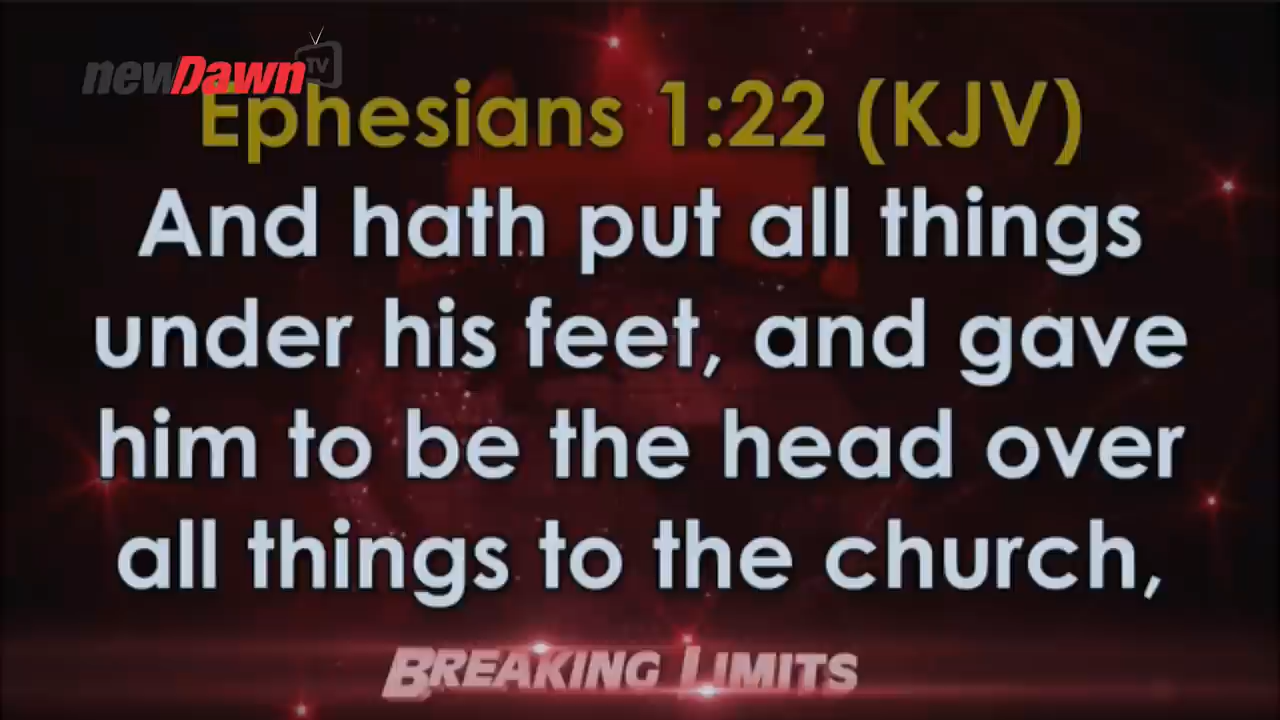 newDawn TV
Ephesians 1:22 (KJV)
And hath put all things
under his feet, and gave
him to be the head over
all things to the church,
BREAKING LIMITS